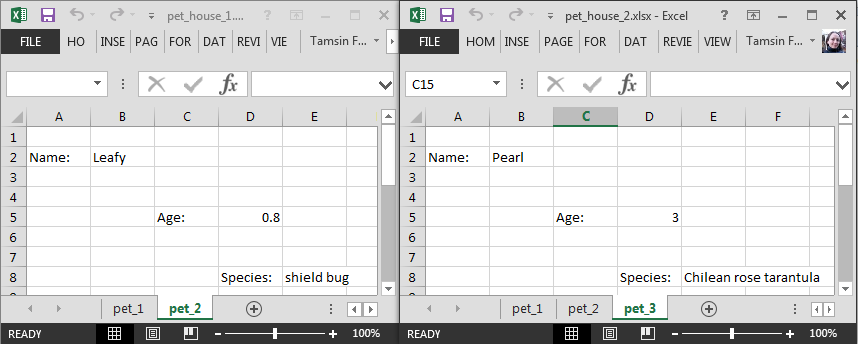 pet_house_1....
FILE HO INSE PAG FOR DAT REVI VIE Tamsin F...
fx
A B C D E
1
2 Name: Leafy
3
4
5 Age: 0.8
6
7
8 Species: shield bug
pet_1 pet_2
READY 100%
pet_house_2.xlsx - Excel
FILE HOM INSE PAGE FOR DATA REVIE VIEW Tamsin F...
C15 fx
A B C D E F
1
2 Name: Pearl
3
4
5 Age: 3
6
7
8 Species: Chilean rose tarantula
pet_1 pet_2 pet_3
READY 100%